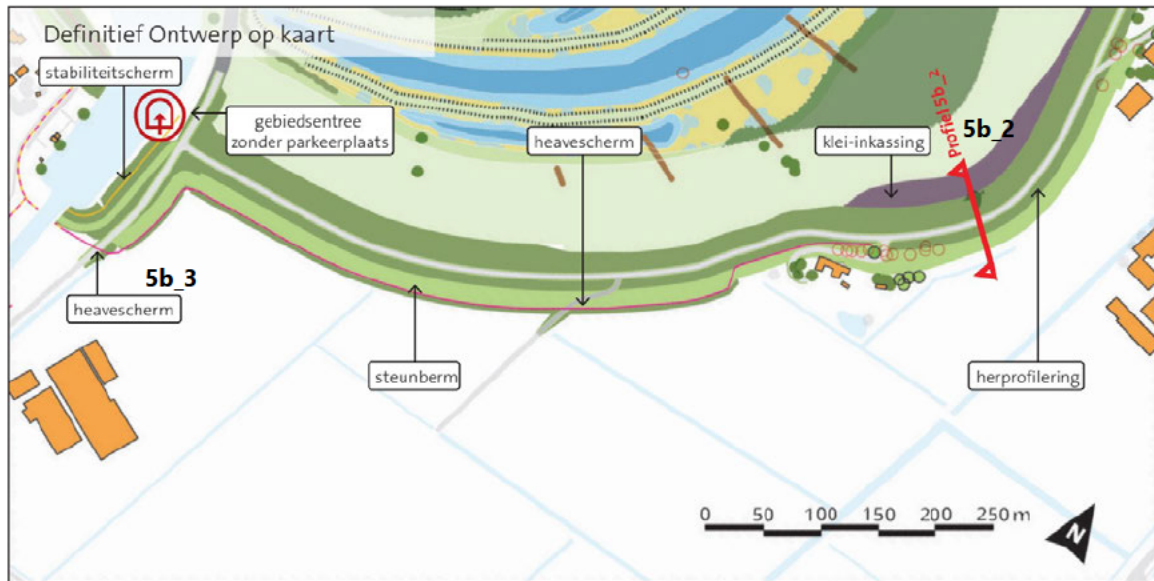 Definitief Ontwerp op kaart
stabiliteitscherm
gebiedsentree
zonder parkeerplaats
heavescherm
klei-inkassing
5b_2
Profiel 5b_2
5b_3
heavescherm
steunberm
herprofilering
0 50 100 150 200 250 m
N